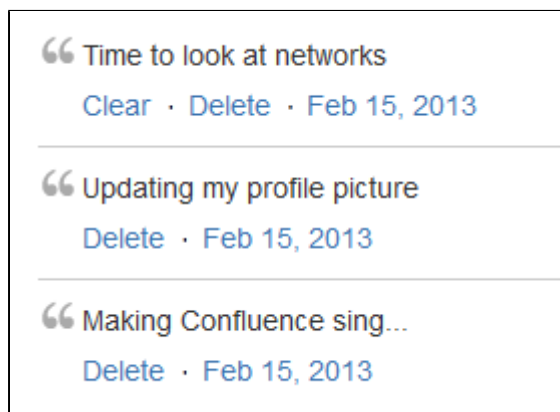 Time to look at networks
Clear · Delete · Feb 15, 2013
Updating my profile picture
Delete · Feb 15, 2013
Making Confluence sing...
Delete · Feb 15, 2013